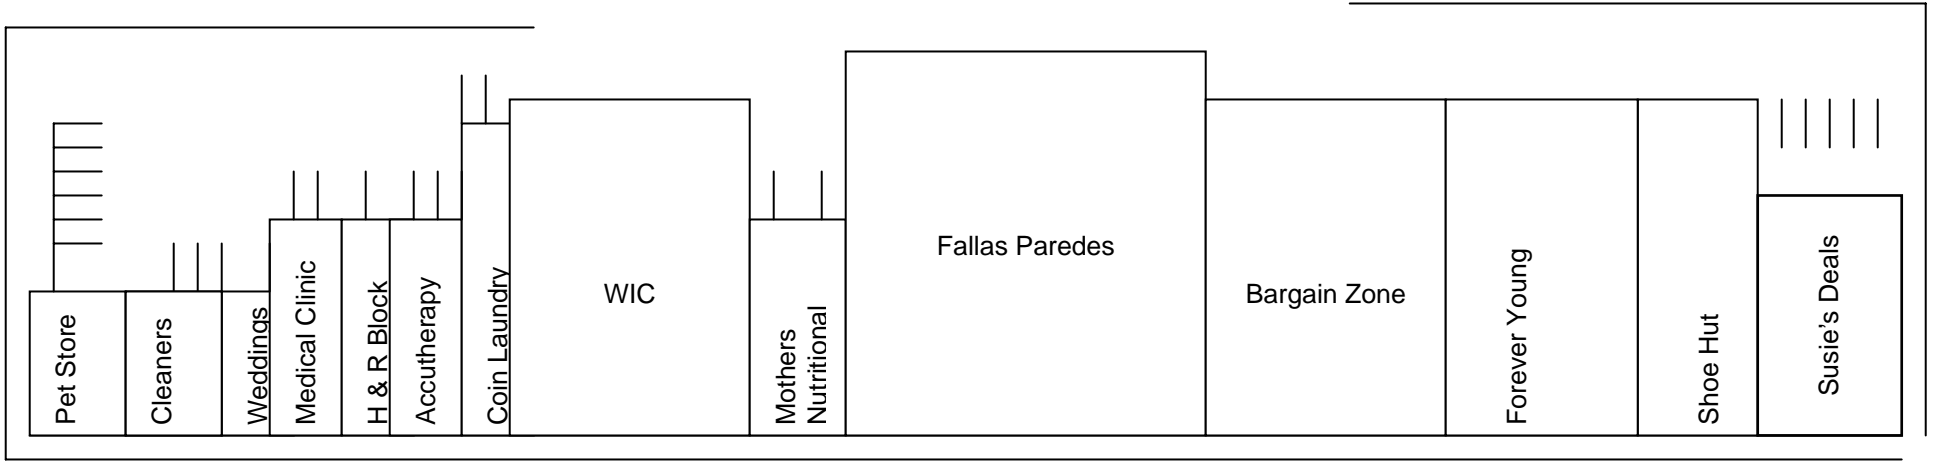 Pet Store
Cleaners
Weddings
Medical Clinic
H & R Block
Accutherapy
Coin Laundry
WIC
Mothers
Nutritional
Fallas Paredes
Bargain Zone
Forever Young
Shoe Hut
Susie's Deals